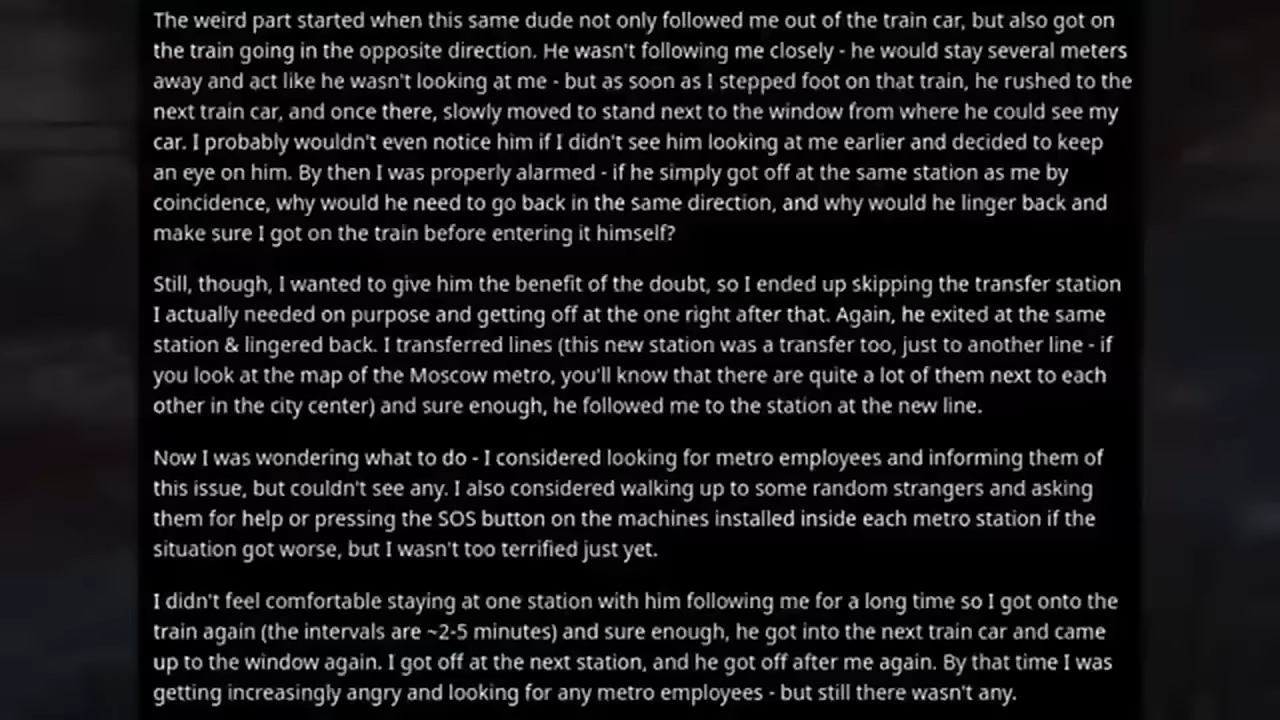 The weird part started when this same dude not only followed me out of the train car, but also got on
the train going in the opposite direction. He wasn't following me closely - he would stay several meters
away and act like he wasn't looking at me - but as soon as I stepped foot on that train, he rushed to the
next train car, and once there, slowly moved to stand next to the window from where he could see my
car. I probably wouldn't even notice him if I didn't see him looking at me earlier and decided to keep
an eye on him. By then I was properly alarmed - if he simply got off at the same station as me by
coincidence, why would he need to go back in the same direction, and why would he linger back and
make sure I got on the train before entering it himself?
Still, though, I wanted to give him the benefit of the doubt, so I ended up skipping the transfer station
I actually needed on purpose and getting off at the one right after that. Again, he exited at the same
station & lingered back. I transferred lines (this new station was a transfer too, just to another line - if
you look at the map of the Moscow metro, you'll know that there are quite a lot of them next to each
other in the city center) and sure enough, he followed me to the station at the new line.
Now I was wondering what to do - I considered looking for metro employees and informing them of
this issue, but couldn't see any. I also considered walking up to some random strangers and asking
them for help or pressing the SOS button on the machines installed inside each metro station if the
situation got worse, but I wasn't too terrified just yet.
I didn't feel comfortable staying at one station with him following me for a long time so I got onto the
train again (the intervals are ~2-5 minutes) and sure enough, he got into the next train car and came
up to the window again. I got off at the next station, and he got off after me again. By that time I was
getting increasingly angry and looking for any metro employees - but still there wasn't any.